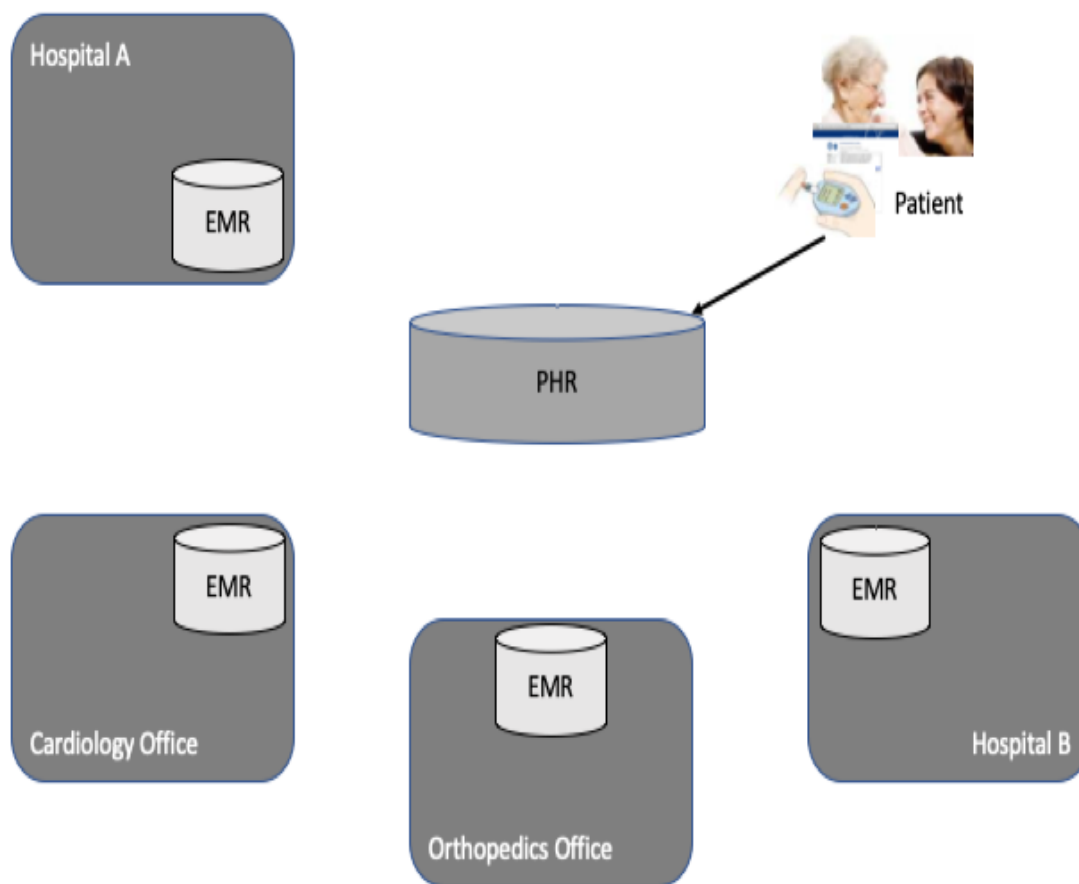 Hospital A
EMR
Patient
PHR
EMR
Cardiology Office
EMR
Orthopedics Office
EMR
Hospital B